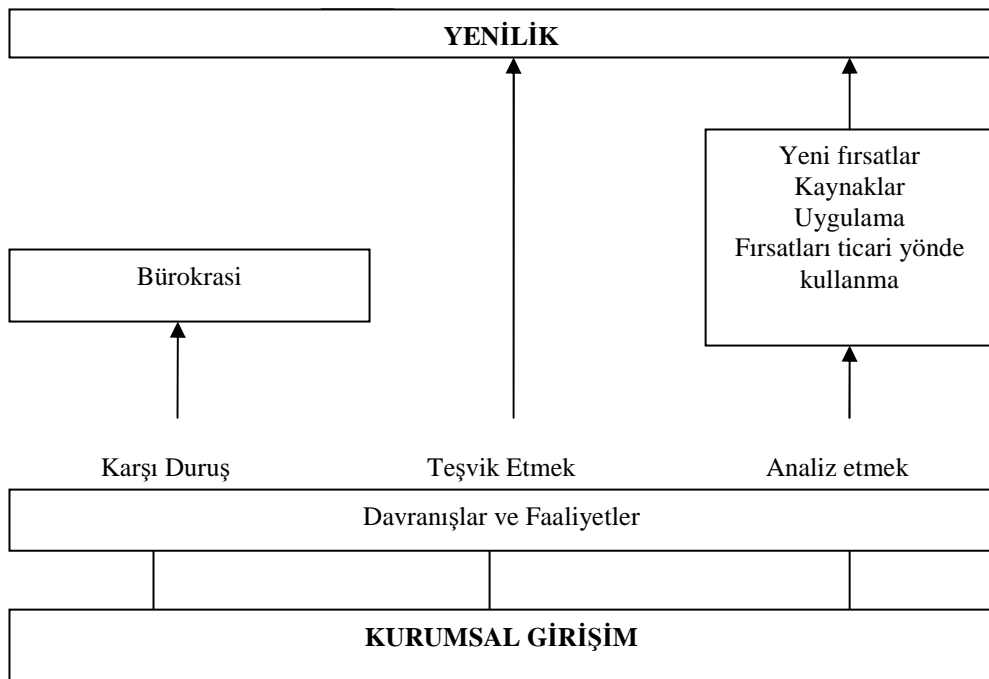 YENİLİK
Yeni fırsatlar
Kaynaklar
Uygulama
Fırsatları ticari yönde
kullanma
Bürokrasi
Karşı Duruş
Teşvik Etmek
Analiz etmek
Davranışlar ve Faaliyetler
KURUMSAL GİRİŞİM